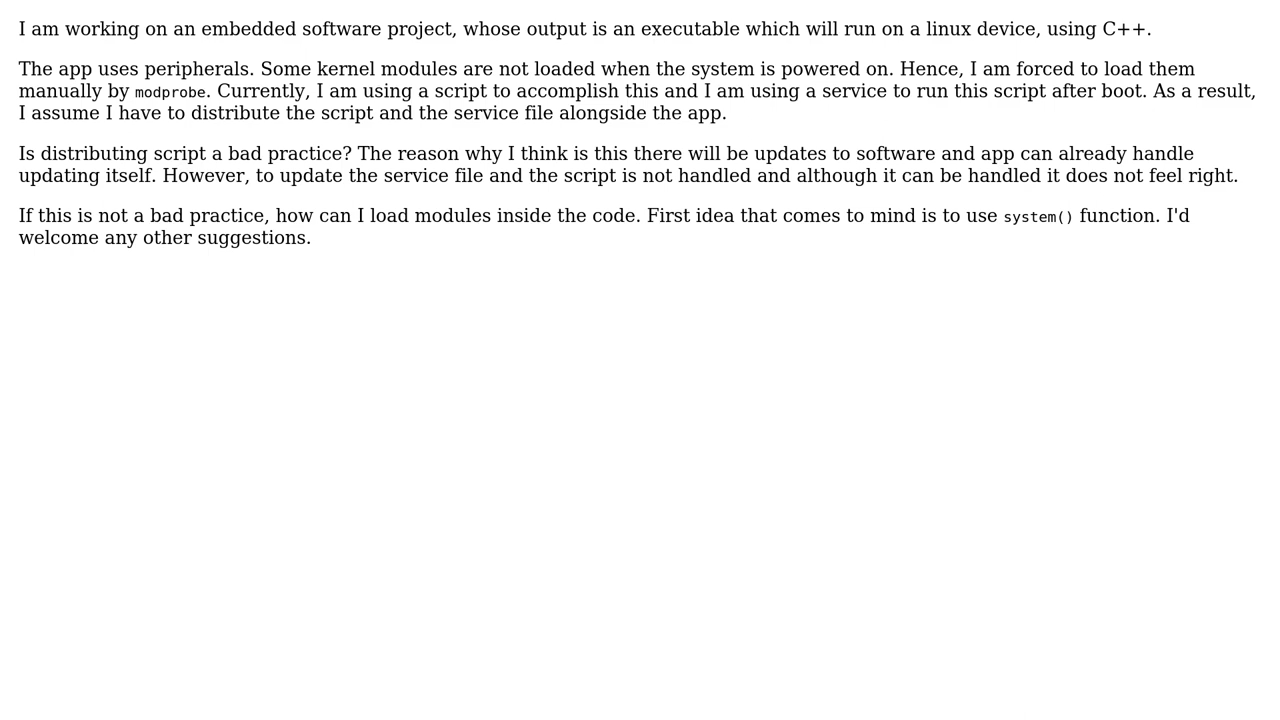 I am working on an embedded software project, whose output is an executable which will run on a linux device, using C++.
The app uses peripherals. Some kernel modules are not loaded when the system is powered on. Hence, I am forced to load them
manually by modprobe. Currently, I am using a script to accomplish this and I am using a service to run this script after boot. As a result,
I assume I have to distribute the script and the service file alongside the app.
Is distributing script a bad practice? The reason why I think is this there will be updates to software and app can already handle
updating itself. However, to update the service file and the script is not handled and although it can be handled it does not feel right.
If this is not a bad practice, how can I load modules inside the code. First idea that comes to mind is to use system() function. I'd
welcome any other suggestions.